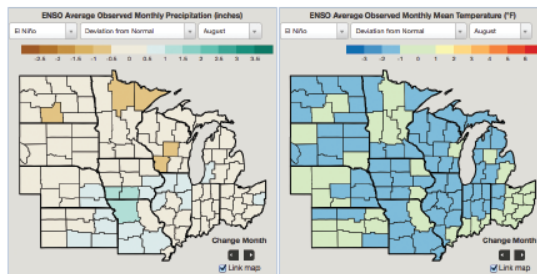 ENSO Average Observed Monthly Precipitation (inches)
El Niño Deviation from Normal August
-2.5 -2 -1.5 -1 -0.5 0 0.5 1 1.5 2 2.5 3 3.5
Change Month
Link map
ENSO Average Observed Monthly Mean Temperature (°F)
El Niño Deviation from Normal August
-3 -2 -1 0 1 2 3 4 5 6
Change Month
Link map